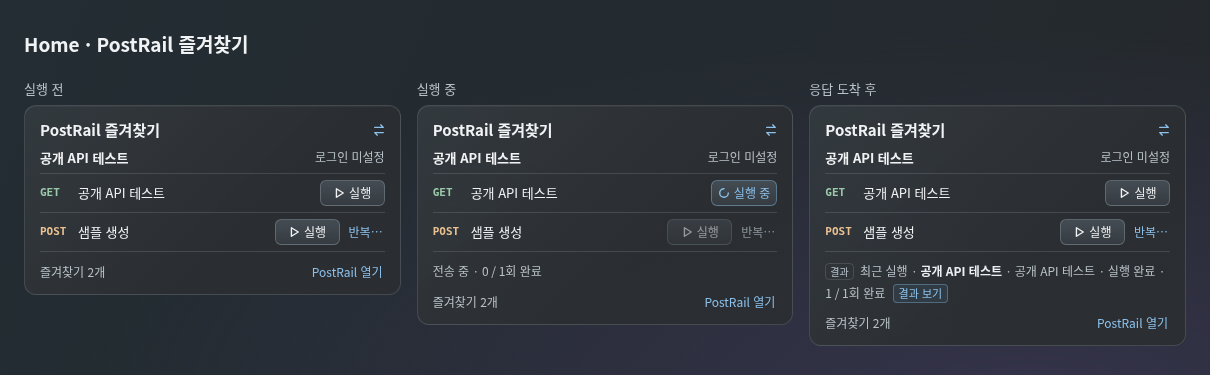 Home · PostRail 즐겨찾기
실행 전
PostRail 즐겨찾기
공개 API 테스트 로그인 미설정
GET 공개 API 테스트 실행
POST 샘플 생성 실행 반복…
즐겨찾기 2개 PostRail 열기
실행 중
PostRail 즐겨찾기
공개 API 테스트 로그인 미설정
GET 공개 API 테스트 실행 중
POST 샘플 생성 실행 반복…
전송 중 · 0 / 1회 완료
즐겨찾기 2개 PostRail 열기
응답 도착 후
PostRail 즐겨찾기
공개 API 테스트 로그인 미설정
GET 공개 API 테스트 실행
POST 샘플 생성 실행 반복…
결과 최근 실행 · 공개 API 테스트 · 공개 API 테스트 · 실행 완료 ·
1 / 1회 완료 결과 보기
즐겨찾기 2개 PostRail 열기